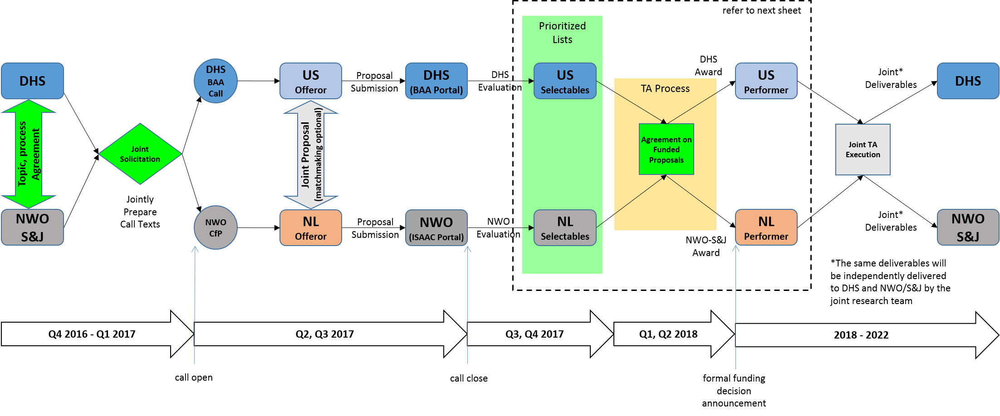 refer to next sheet
Prioritized
Lists
DHS
Topic, process
Agreement
NWO
S&J
Joint
Solicitation
Jointly
Prepare
Call Texts
DHS
BAA
Call
NWO
CfP
US
Offeror
Joint Proposal
(matchmaking optional)
NL
Offeror
Proposal
Submission
Proposal
Submission
DHS
(BAA Portal)
NWO
(ISAAC Portal)
DHS
Evaluation
NWO
Evaluation
US
Selectables
NL
Selectables
TA Process
Agreement on
Funded
Proposals
DHS
Award
NWO-S&J
Award
US
Performer
NL
Performer
Joint TA
Execution
Joint*
Deliverables
Joint*
Deliverables
DHS
NWO
S&J
*The same deliverables will
be independently delivered
to DHS and NWO/S&J by the
joint research team
Q4 2016 - Q1 2017
Q2, Q3 2017
Q3, Q4 2017
Q1, Q2 2018
2018 - 2022
call open
call close
formal funding
decision
announcement